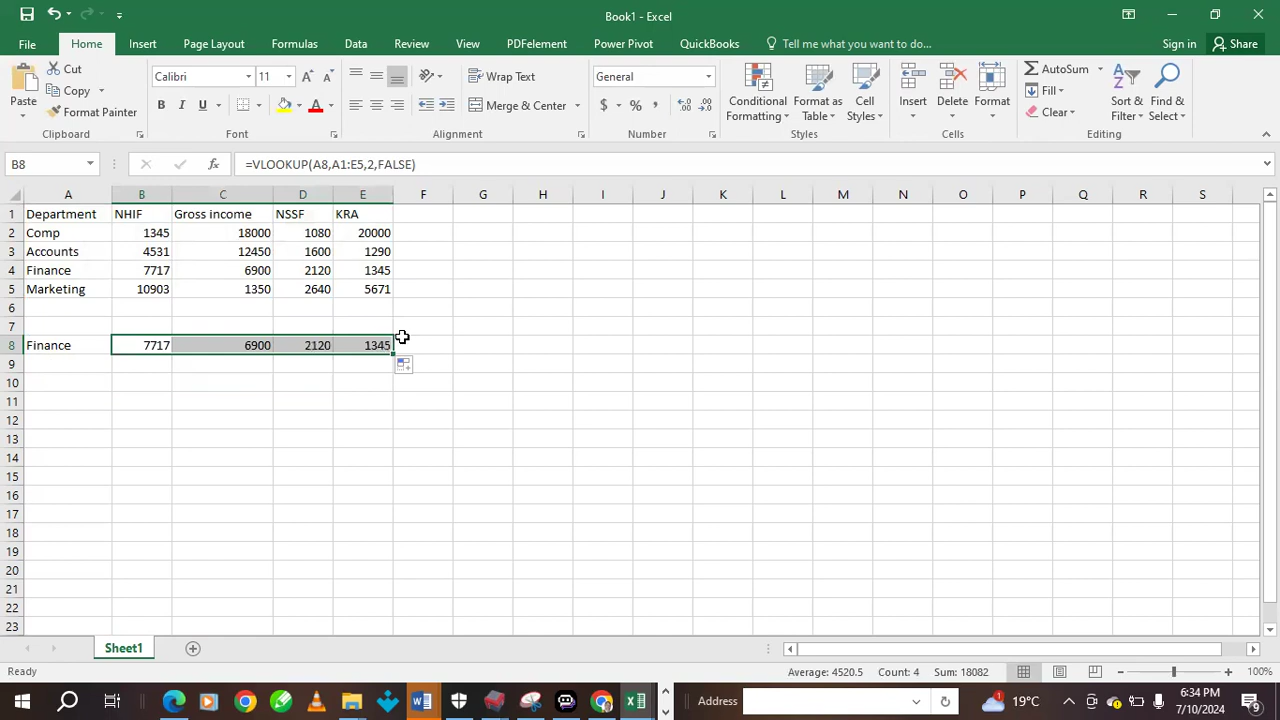 Book1 - Excel
File Home Insert Page Layout Formulas Data Review View PDFelement Power Pivot QuickBooks Tell me what you want to do... Sign in Share
Paste Cut Copy Format Painter
Calibri 11 B I U A A A
Wrap Text Merge & Center
General $ % ,
Conditional Formatting Format as Table Cell Styles
Insert Delete Format
AutoSum Fill Clear Sort & Filter Find & Select
Clipboard Font Alignment Number Styles Cells Editing
B8 fx =VLOOKUP(A8,A1:E5,2,FALSE)
A B C D E F G H I J K L M N O P Q R S
1 Department NHIF Gross income NSSF KRA
2 Comp 1345 18000 1080 20000
3 Accounts 4531 12450 1600 1290
4 Finance 7717 6900 2120 1345
5 Marketing 10903 1350 2640 5671
6
7
8 Finance 7717 6900 2120 1345
9
10
11
12
13
14
15
16
17
18
19
20
21
22
23
Sheet1
Ready Average: 4520.5 Count: 4 Sum: 18082 100%
Address 19°C 6:34 PM
7/10/2024 9